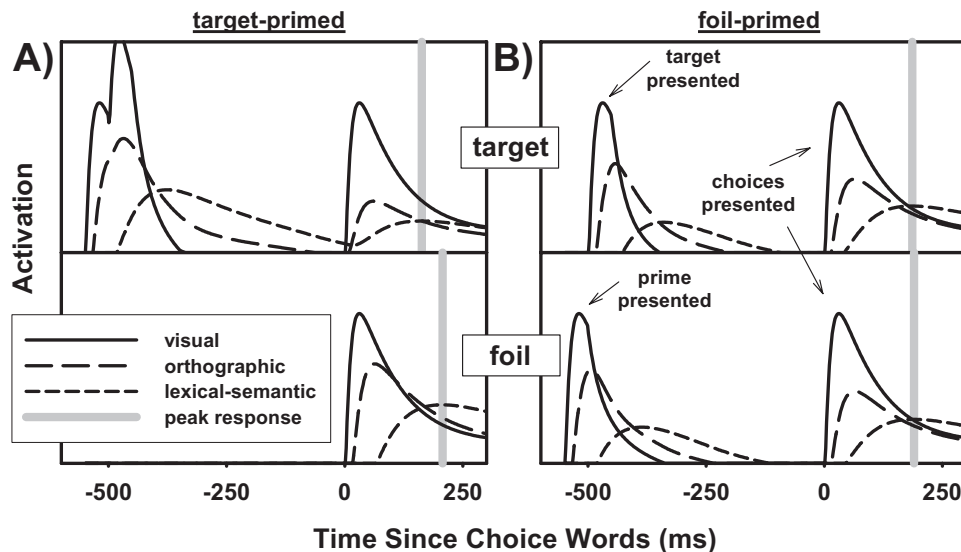 target-primed
foil-primed
A)
B)
target
presented
target
choices
presented
Activation
prime
presented
foil
visual
orthographic
lexical-semantic
peak response
-500
-250
0
250
-500
-250
0
250
Time Since Choice Words (ms)